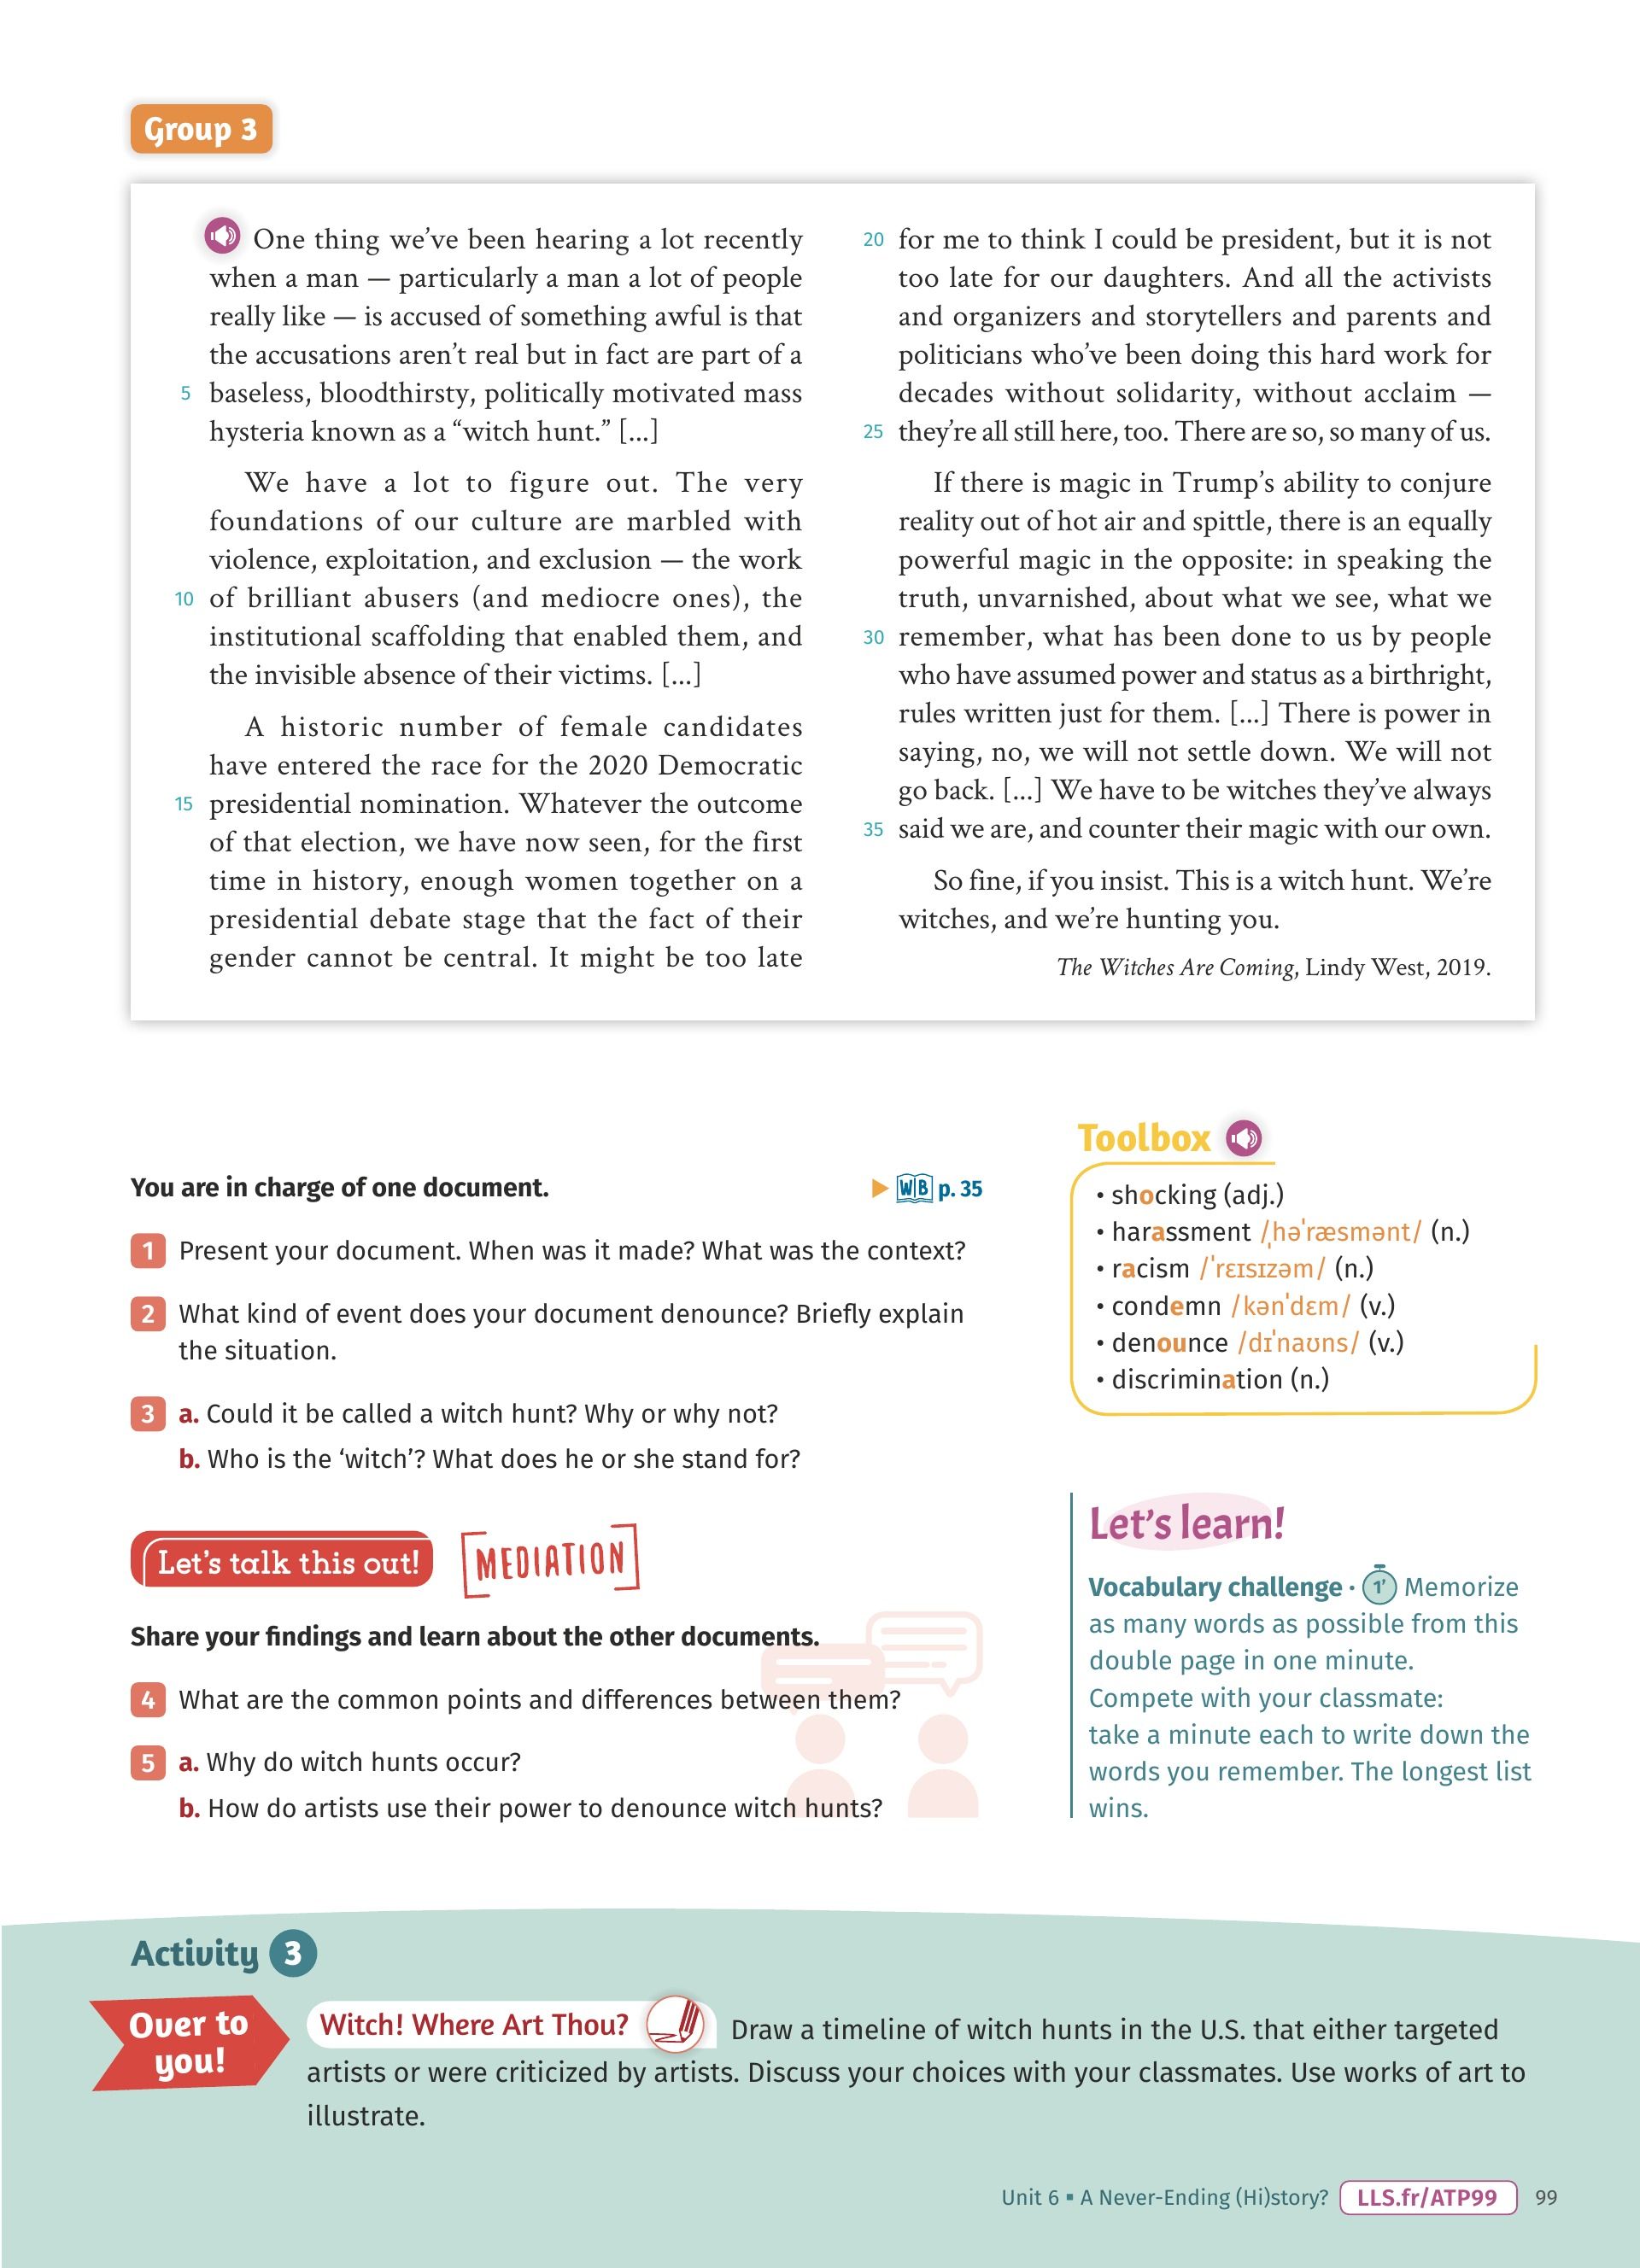 Group 3
One thing we’ve been hearing a lot recently
when a man — particularly a man a lot of people
really like — is accused of something awful is that
the accusations aren’t real but in fact are part of a
5 baseless, bloodthirsty, politically motivated mass
hysteria known as a “witch hunt.” [...]
We have a lot to figure out. The very
foundations of our culture are marbled with
violence, exploitation, and exclusion — the work
10 of brilliant abusers (and mediocre ones), the
institutional scaffolding that enabled them, and
the invisible absence of their victims. [...]
A historic number of female candidates
have entered the race for the 2020 Democratic
15 presidential nomination. Whatever the outcome
of that election, we have now seen, for the first
time in history, enough women together on a
presidential debate stage that the fact of their
gender cannot be central. It might be too late
20 for me to think I could be president, but it is not
too late for our daughters. And all the activists
and organizers and storytellers and parents and
politicians who’ve been doing this hard work for
decades without solidarity, without acclaim —
25 they’re all still here, too. There are so, so many of us.
If there is magic in Trump’s ability to conjure
reality out of hot air and spittle, there is an equally
powerful magic in the opposite: in speaking the
truth, unvarnished, about what we see, what we
30 remember, what has been done to us by people
who have assumed power and status as a birthright,
rules written just for them. [...] There is power in
saying, no, we will not settle down. We will not
go back. [...] We have to be witches they’ve always
35 said we are, and counter their magic with our own.
So fine, if you insist. This is a witch hunt. We’re
witches, and we’re hunting you.
The Witches Are Coming, Lindy West, 2019.
You are in charge of one document.
WB p. 35
1 Present your document. When was it made? What was the context?
2 What kind of event does your document denounce? Briefly explain
the situation.
3 a. Could it be called a witch hunt? Why or why not?
b. Who is the ‘witch’? What does he or she stand for?
Let’s talk this out!
MEDIATION
Share your findings and learn about the other documents.
4 What are the common points and differences between them?
5 a. Why do witch hunts occur?
b. How do artists use their power to denounce witch hunts?
Toolbox
• shocking (adj.)
• harassment /ˌhəˈræsmənt/ (n.)
• racism /ˈrɛɪsɪzəm/ (n.)
• condemn /kənˈdɛm/ (v.)
• denounce /dɪˈnaʊns/ (v.)
• discrimination (n.)
Let’s learn!
Vocabulary challenge • 1’ Memorize
as many words as possible from this
double page in one minute.
Compete with your classmate:
take a minute each to write down the
words you remember. The longest list
wins.
Activity 3
Over to
you!
Witch! Where Art Thou? Draw a timeline of witch hunts in the U.S. that either targeted
artists or were criticized by artists. Discuss your choices with your classmates. Use works of art to
illustrate.
Unit 6 ▪ A Never-Ending (Hi)story? LLS.fr/ATP99 99